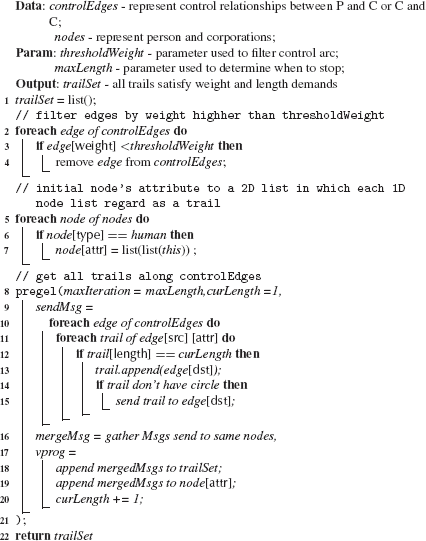 Data: controlEdges - represent control relationships between P and C or C and
C;
nodes - represent person and corporations;
Param: thresholdWeight - parameter used to filter control arc;
maxLength - parameter used to determine when to stop;
Output: trailSet - all trails satisfy weight and length demands
1 trailSet = list();
// filter edges by weight highher than thresholdWeight
2 foreach edge of controlEdges do
3 if edge[weight] <thresholdWeight then
4 remove edge from controlEdges;
// initial node's attribute to a 2D list in which each 1D
node list regard as a trail
5 foreach node of nodes do
6 if node[type] == human then
7 node[attr] = list(list(this)) ;
// get all trails along controlEdges
8 pregel(maxIteration = maxLength,curLength =1,
9 sendMsg =
10 foreach edge of controlEdges do
11 foreach trail of edge[src] [attr] do
12 if trail[length] == curLength then
13 trail.append(edge[dst]);
14 if trail don't have circle then
15 send trail to edge[dst];
16 mergeMsg = gather Msgs send to same nodes,
17 vprog =
18 append mergedMsgs to trailSet;
19 append mergedMsgs to node[attr];
20 curLength += 1;
21 );
22 return trailSet